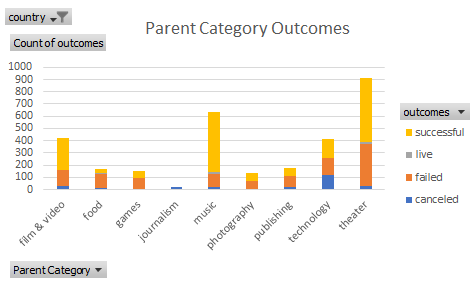 country
Count of outcomes
Parent Category Outcomes
1000
900
800
700
600
500
400
300
200
100
0
film & video
food
games
journalism
music
photography
publishing
technology
theater
outcomes
successful
live
failed
canceled
Parent Category